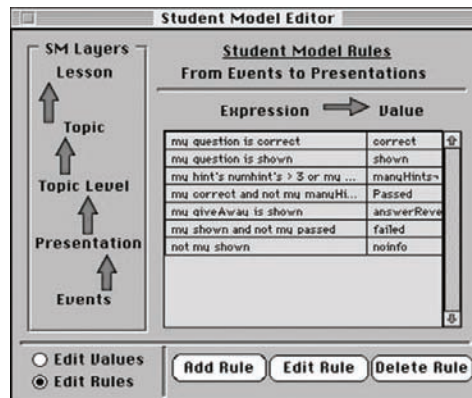 Student Model Editor
SM Layers
Lesson
Topic
Topic Level
Presentation
Events
Student Model Rules
From Events to Presentations
Expression Value
my question is correct correct
my question is shown shown
my hint's numhint's > 3 or my ... manyHints¬
my correct and not my manyHi... Passed
my giveAway is shown answerReve
my shown and not my passed failed
not my shown noinfo
Edit Values
Edit Rules
Add Rule Edit Rule Delete Rule